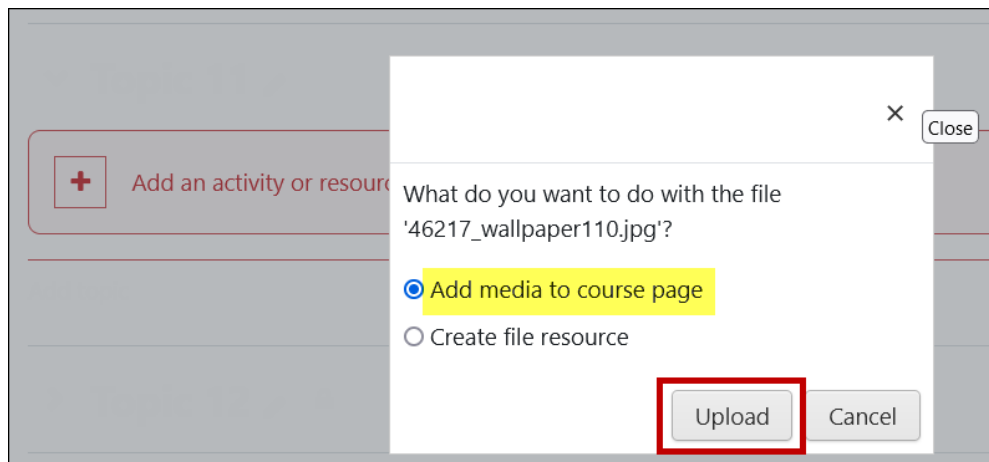 Close
Add an activity or resourc
What do you want to do with the file
'46217_wallpaper110.jpg'?
Add media to course page
Create file resource
Upload
Cancel